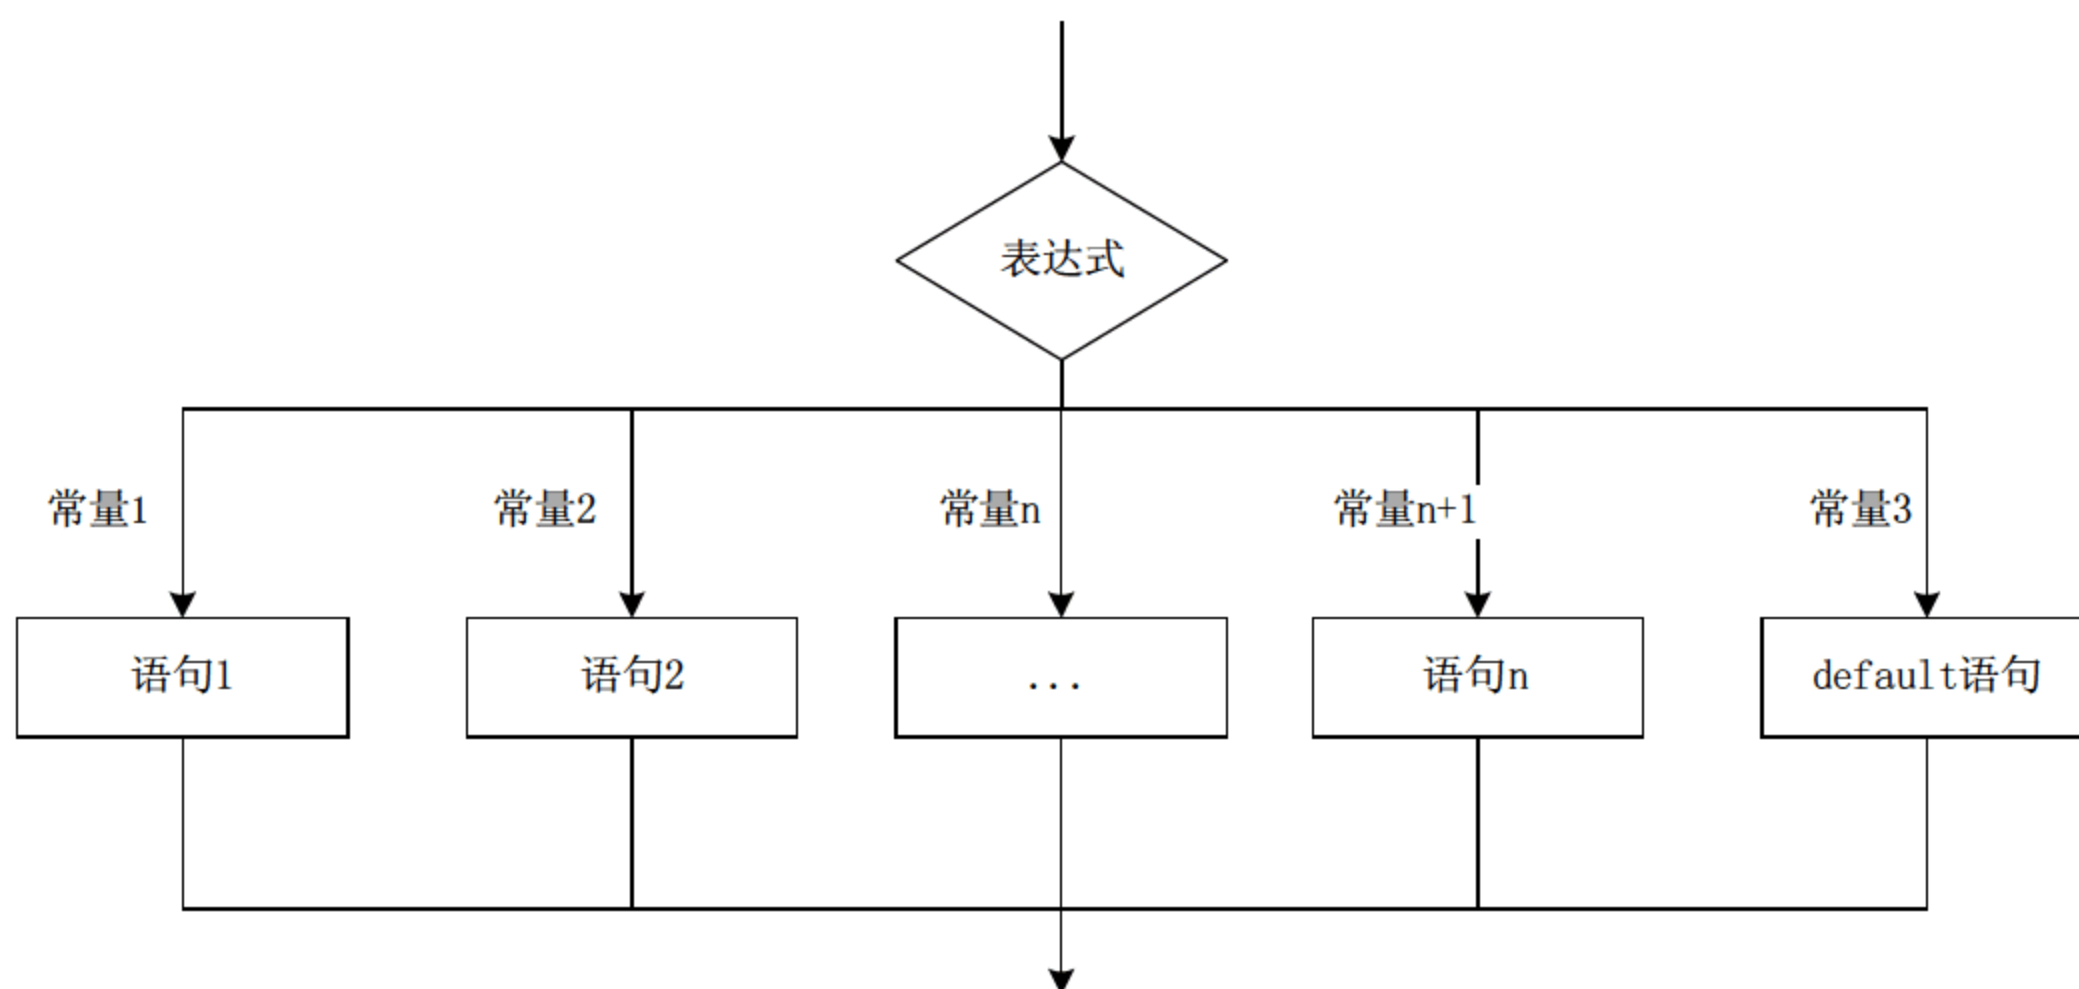 表达式
常量1
常量2
常量n
常量n+1
常量3
语句1
语句2
...
语句n
default语句